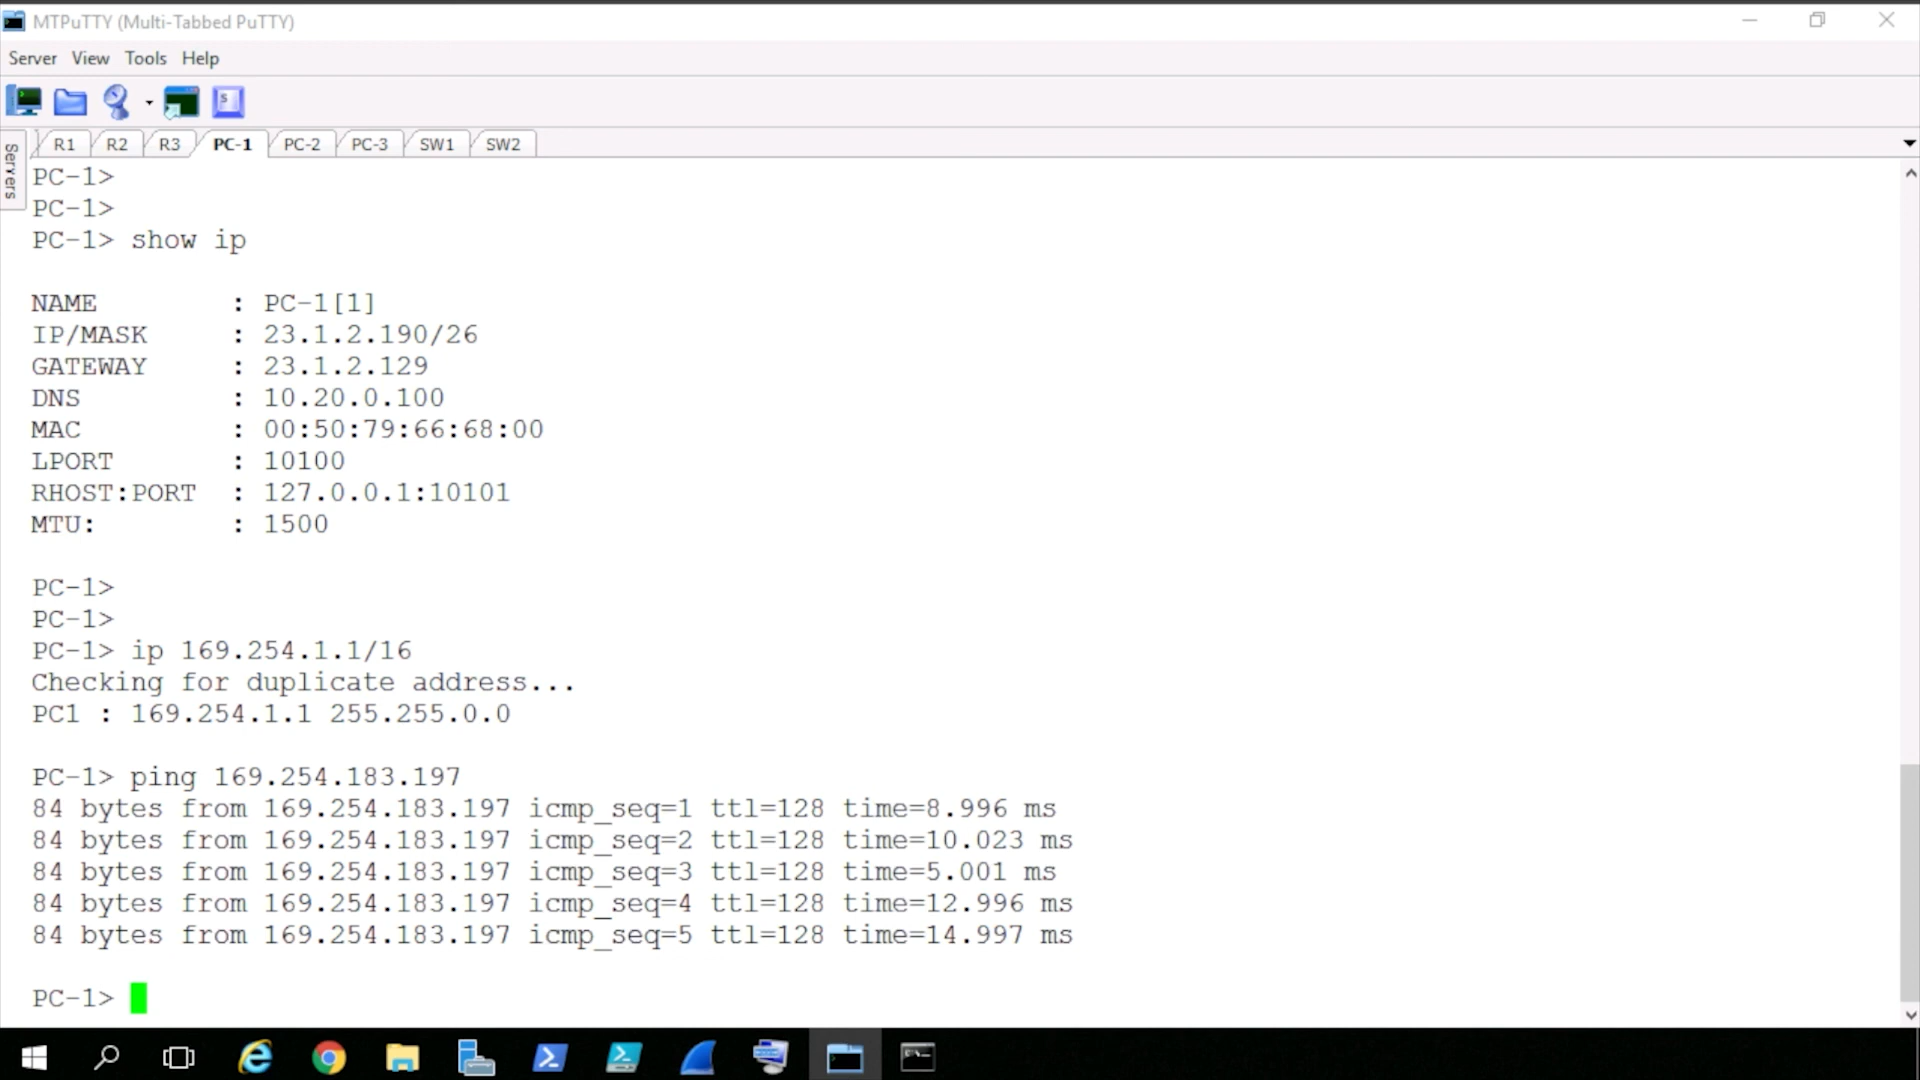 MTPuTTY (Multi-Tabbed PuTTY)
Server View Tools Help
R1 R2 R3 PC-1 PC-2 PC-3 SW1 SW2
Servers
PC-1>
PC-1>
PC-1> show ip
NAME : PC-1[1]
IP/MASK : 23.1.2.190/26
GATEWAY : 23.1.2.129
DNS : 10.20.0.100
MAC : 00:50:79:66:68:00
LPORT : 10100
RHOST:PORT : 127.0.0.1:10101
MTU: : 1500
PC-1>
PC-1>
PC-1> ip 169.254.1.1/16
Checking for duplicate address...
PC1 : 169.254.1.1 255.255.0.0
PC-1> ping 169.254.183.197
84 bytes from 169.254.183.197 icmp_seq=1 ttl=128 time=8.996 ms
84 bytes from 169.254.183.197 icmp_seq=2 ttl=128 time=10.023 ms
84 bytes from 169.254.183.197 icmp_seq=3 ttl=128 time=5.001 ms
84 bytes from 169.254.183.197 icmp_seq=4 ttl=128 time=12.996 ms
84 bytes from 169.254.183.197 icmp_seq=5 ttl=128 time=14.997 ms
PC-1>